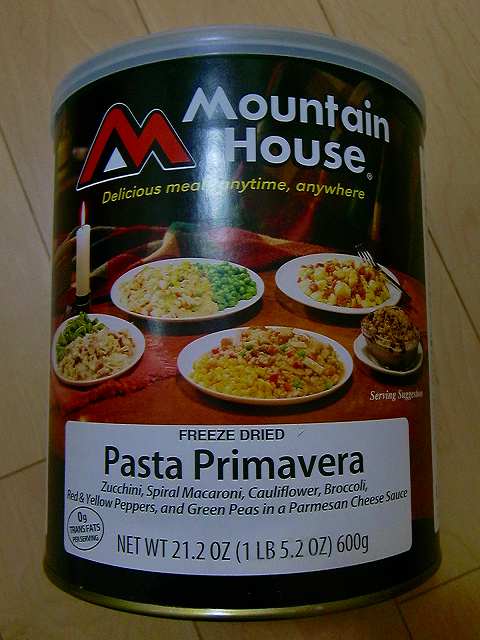 Mountain
House®
Delicious meals anytime, anywhere
Serving Suggestion
FREEZE DRIED
Pasta Primavera
Zucchini, Spiral Macaroni, Cauliflower, Broccoli,
Red & Yellow Peppers, and Green Peas in a Parmesan Cheese Sauce
0g
TRANS FATS
PER SERVING
NET WT 21.2 OZ (1 LB 5.2 OZ) 600g